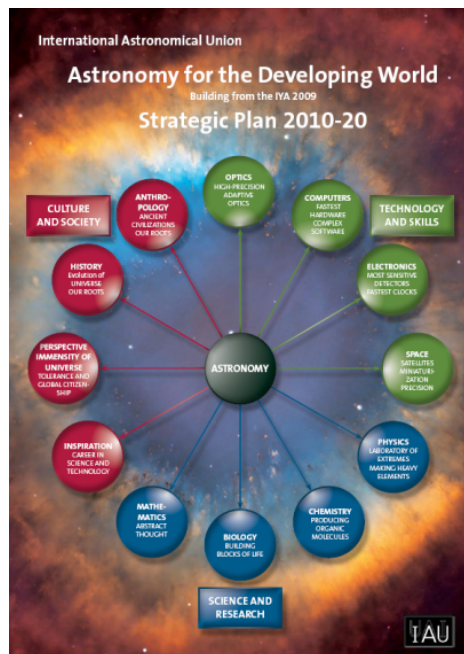 International Astronomical Union
Astronomy for the Developing World
Building from the IYA 2009
Strategic Plan 2010-20
OPTICS
HIGH-PRECISION
ADAPTIVE
OPTICS
CULTURE
AND SOCIETY
ANTHRO-
POLOGY
ANCIENT
CIVILIZATIONS
OUR ROOTS
COMPUTERS
FASTEST
HARDWARE
COMPLEX
SOFTWARE
TECHNOLOGY
AND SKILLS
HISTORY
Evolution of
UNIVERSE
OUR ROOTS
ELECTRONICS
MOST SENSITIVE
DETECTORS
FASTEST CLOCKS
PERSPECTIVE
IMMENSITY OF
UNIVERSE
TOLERANCE AND
GLOBAL CITIZEN-
SHIP
ASTRONOMY
SPACE
SATELLITES
MINIATURI-
ZATION
PRECISION
INSPIRATION
CAREER IN
SCIENCE AND
TECHNOLOGY
PHYSICS
LABORATORY OF
EXTREMES
MAKING HEAVY
ELEMENTS
MATHE-
MATICS
ABSTRACT
THOUGHT
BIOLOGY
BUILDING
BLOCKS OF LIFE
CHEMISTRY
PRODUCING
ORGANIC
MOLECULES
SCIENCE AND
RESEARCH
IAU